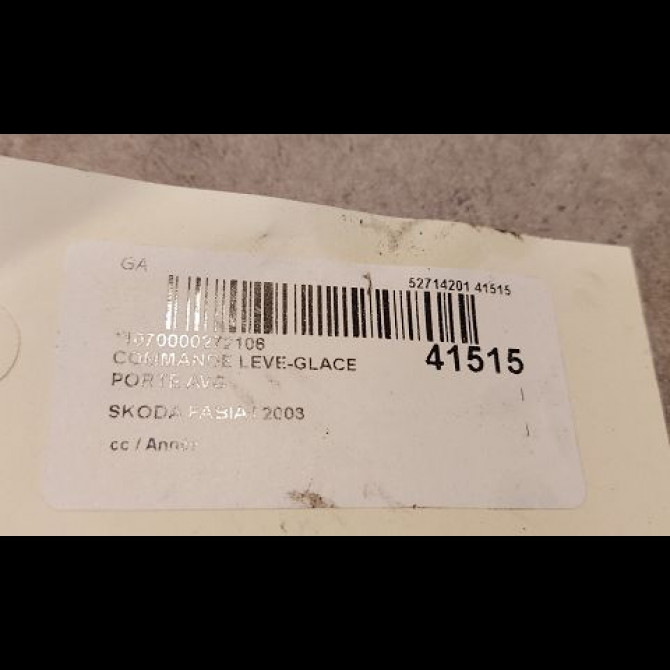 GA
52714201 41515
COMMANDE LEVE-GLACE
41515
PORTE AVG
SKODA FABIA I 2003
cc / Année